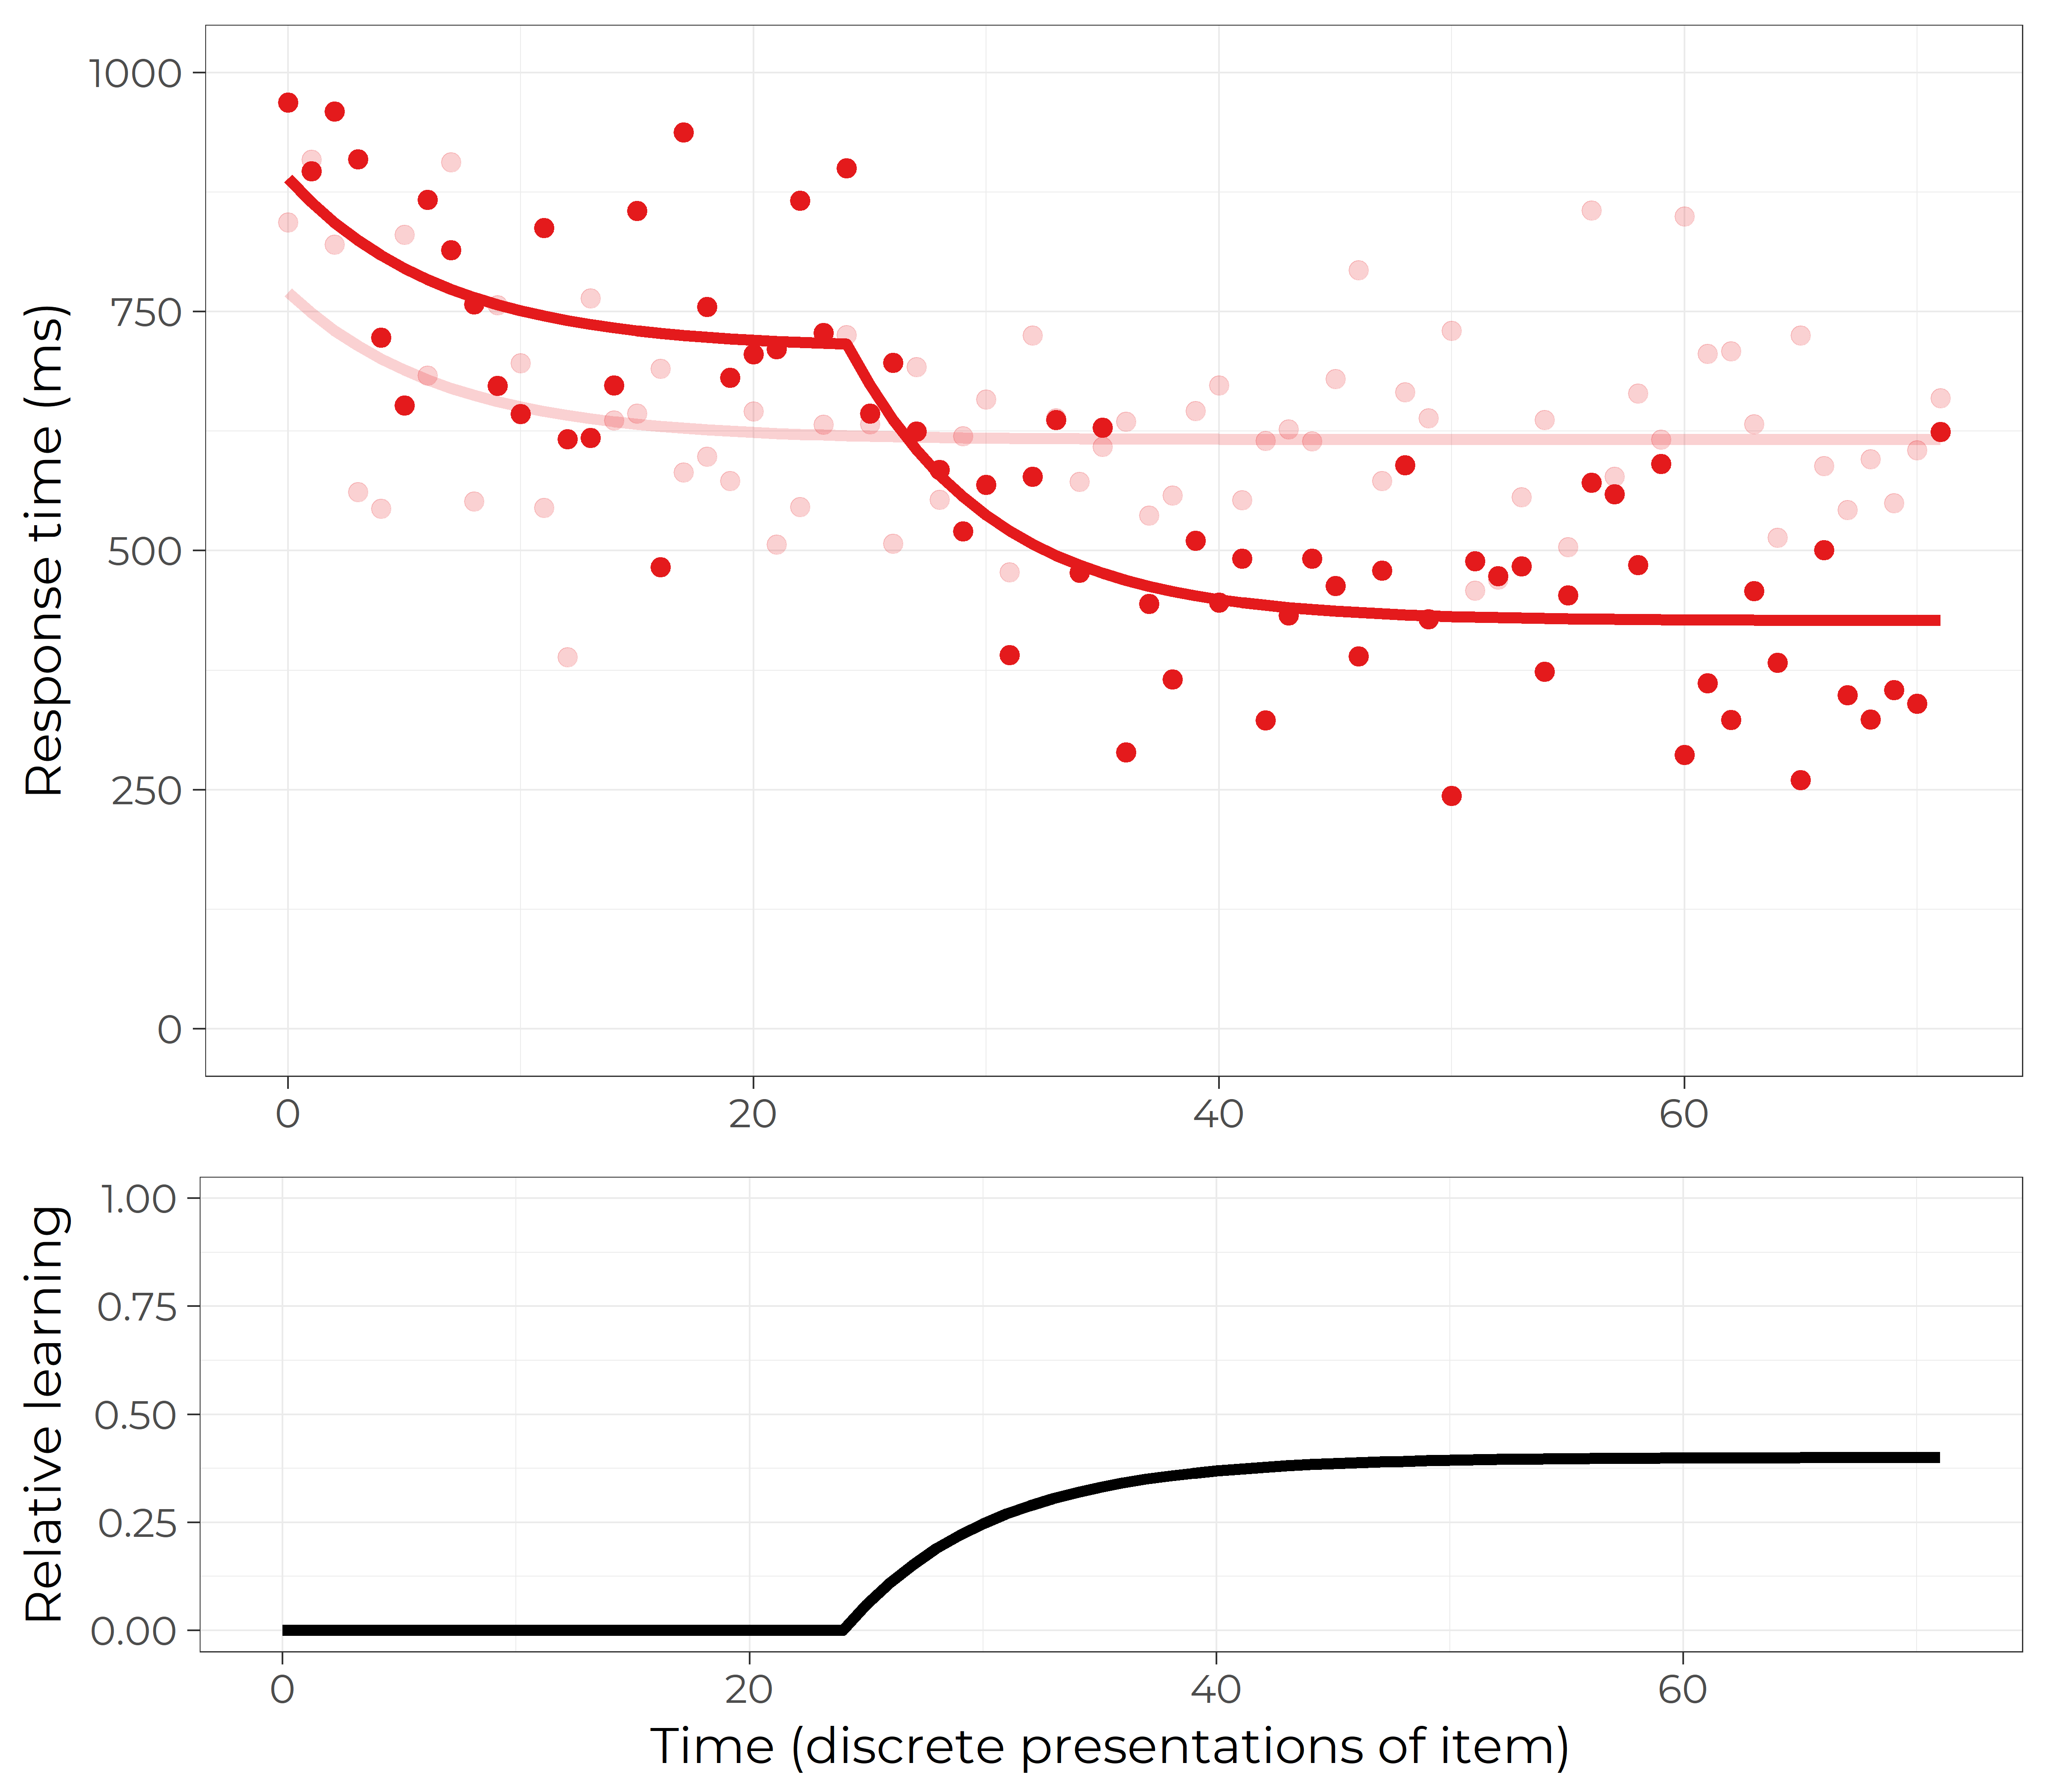 Response time (ms)
1000
750
500
250
0
0 20 40 60
Relative learning
1.00
0.75
0.50
0.25
0.00
0 20 40 60
Time (discrete presentations of item)